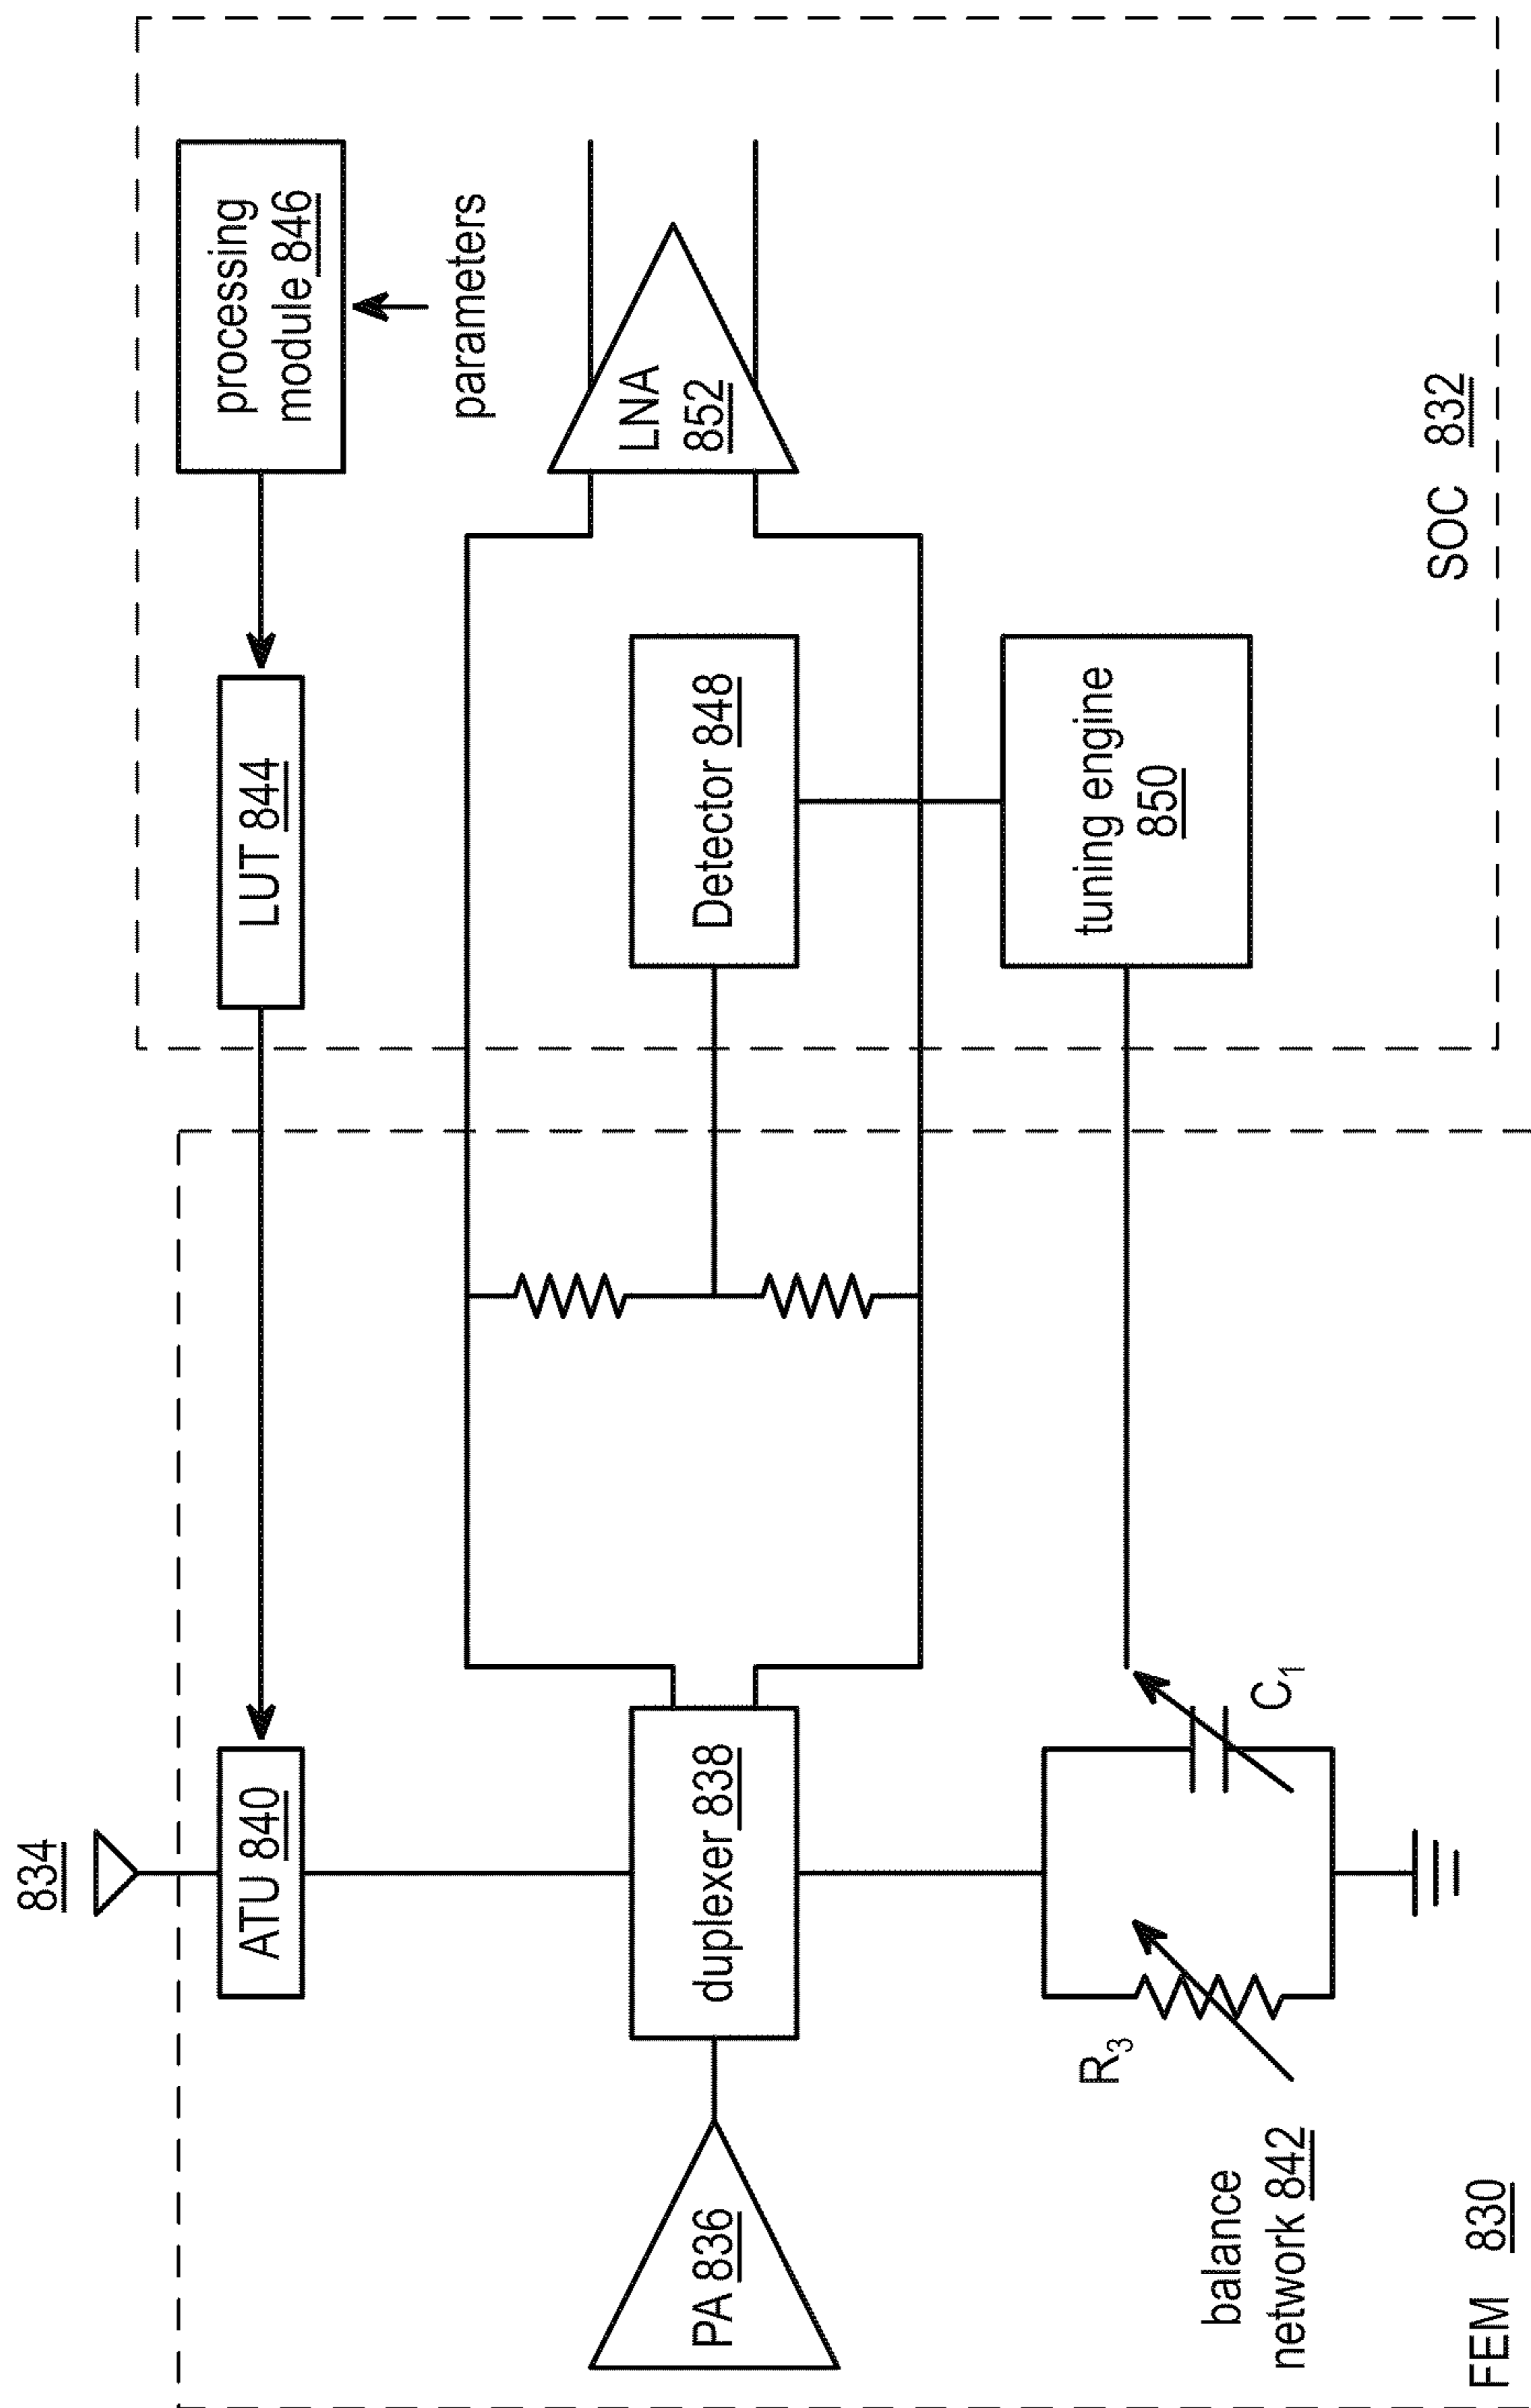 834
ATU 840
LUT 844
processing
module 846
parameters
PA 836
duplexer 838
Detector 848
LNA
852
R3
C1
tuning engine
850
balance
network 842
FEM 830
SOC 832